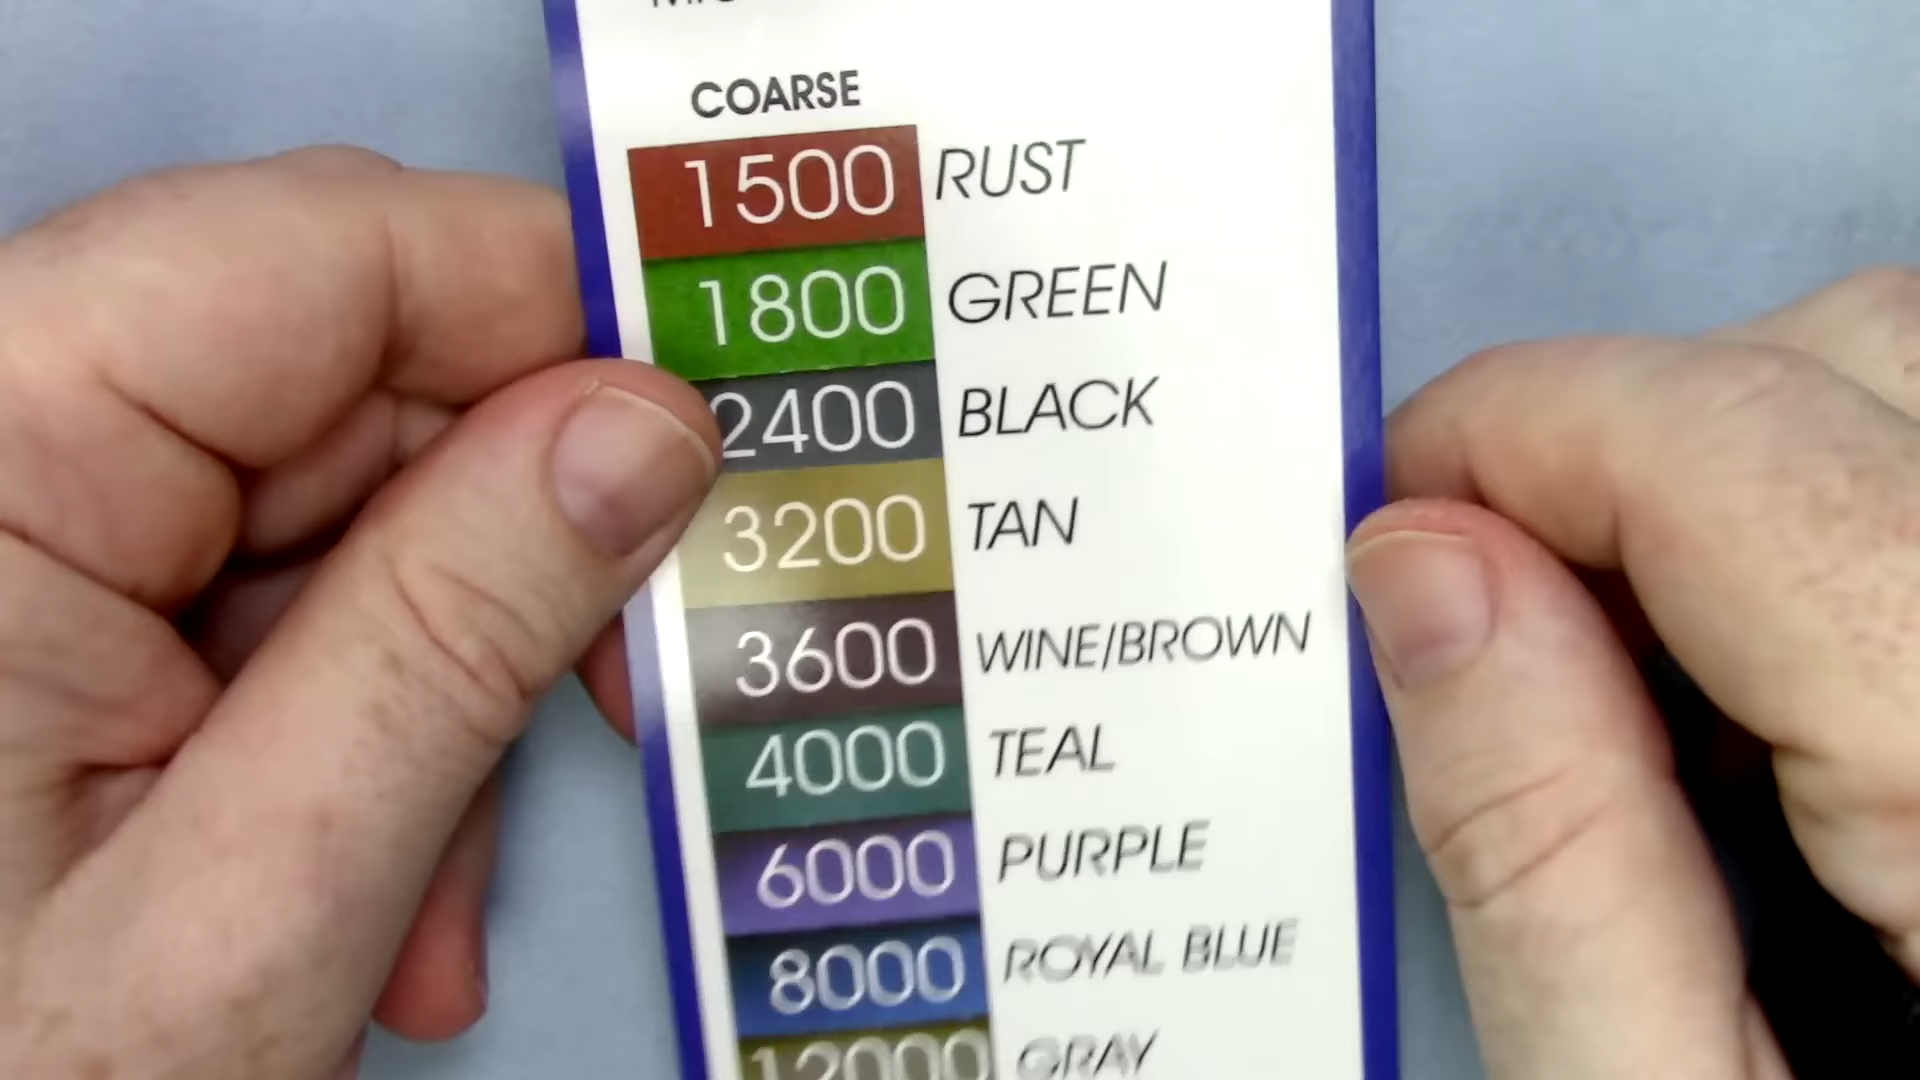 COARSE
1500 RUST
1800 GREEN
2400 BLACK
3200 TAN
3600 WINE/BROWN
4000 TEAL
6000 PURPLE
8000 ROYAL BLUE
12000 GRAY